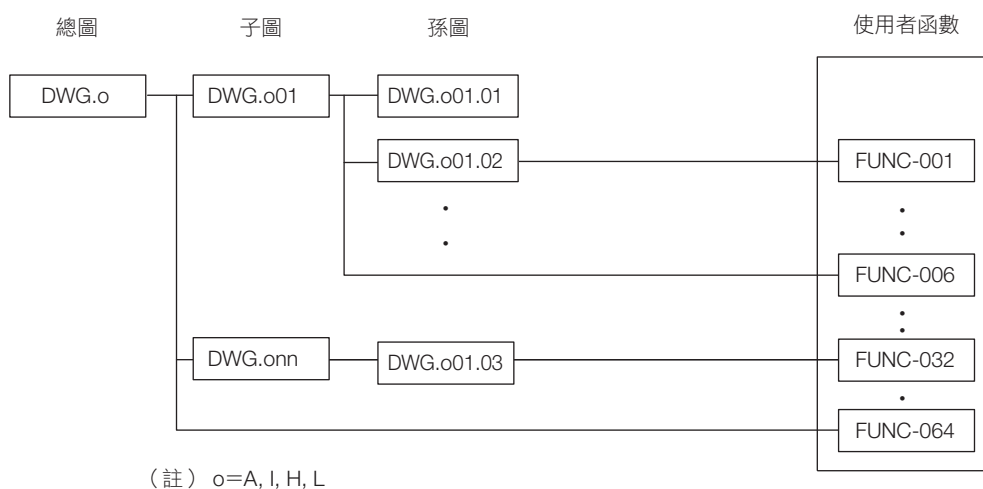 總圖 子圖 孫圖 使用者函數
DWG.o DWG.o01 DWG.o01.01
DWG.o01.02 FUNC-001
FUNC-006
DWG.onn DWG.o01.03 FUNC-032
FUNC-064
（註） o=A, I, H, L